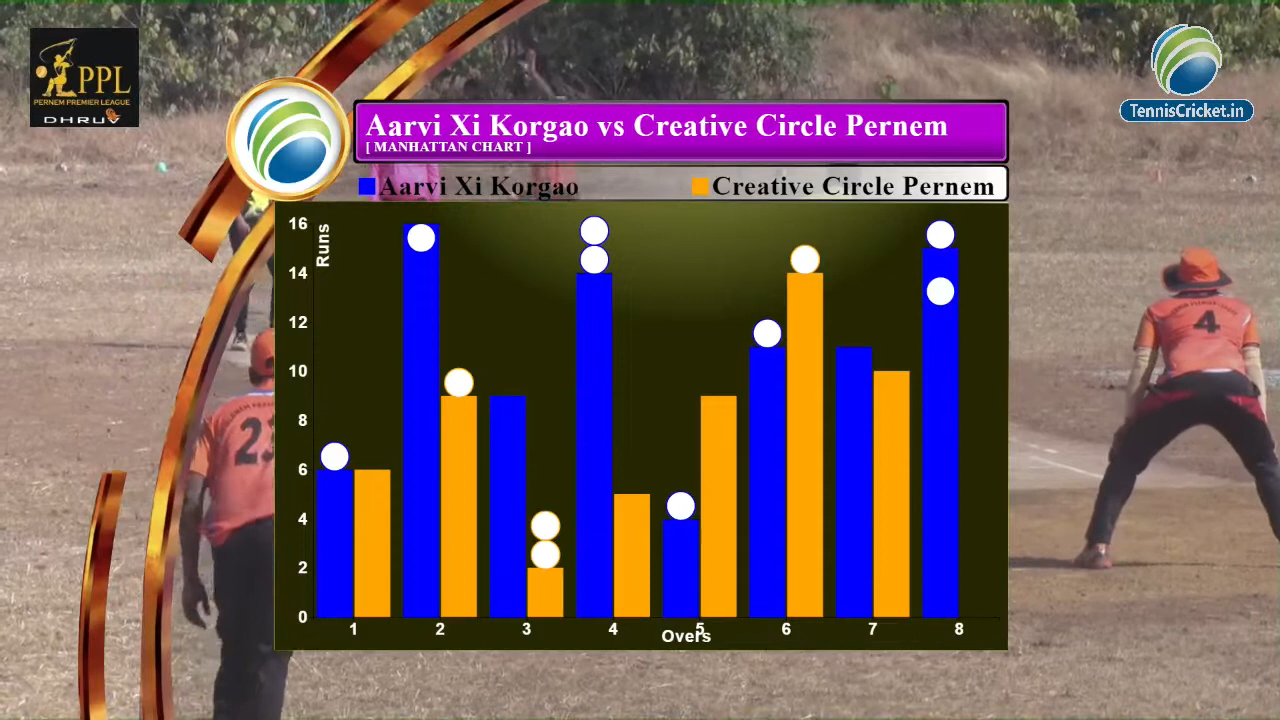 PPL
PERNEM PREMIER LEAGUE
DHRUV
TennisCricket.in
Aarvi Xi Korgao vs Creative Circle Pernem
[ MANHATTAN CHART ]
Aarvi Xi Korgao
Creative Circle Pernem
Runs
16
14
12
10
8
6
4
2
0
1 2 3 4 5 6 7 8
Overs
4